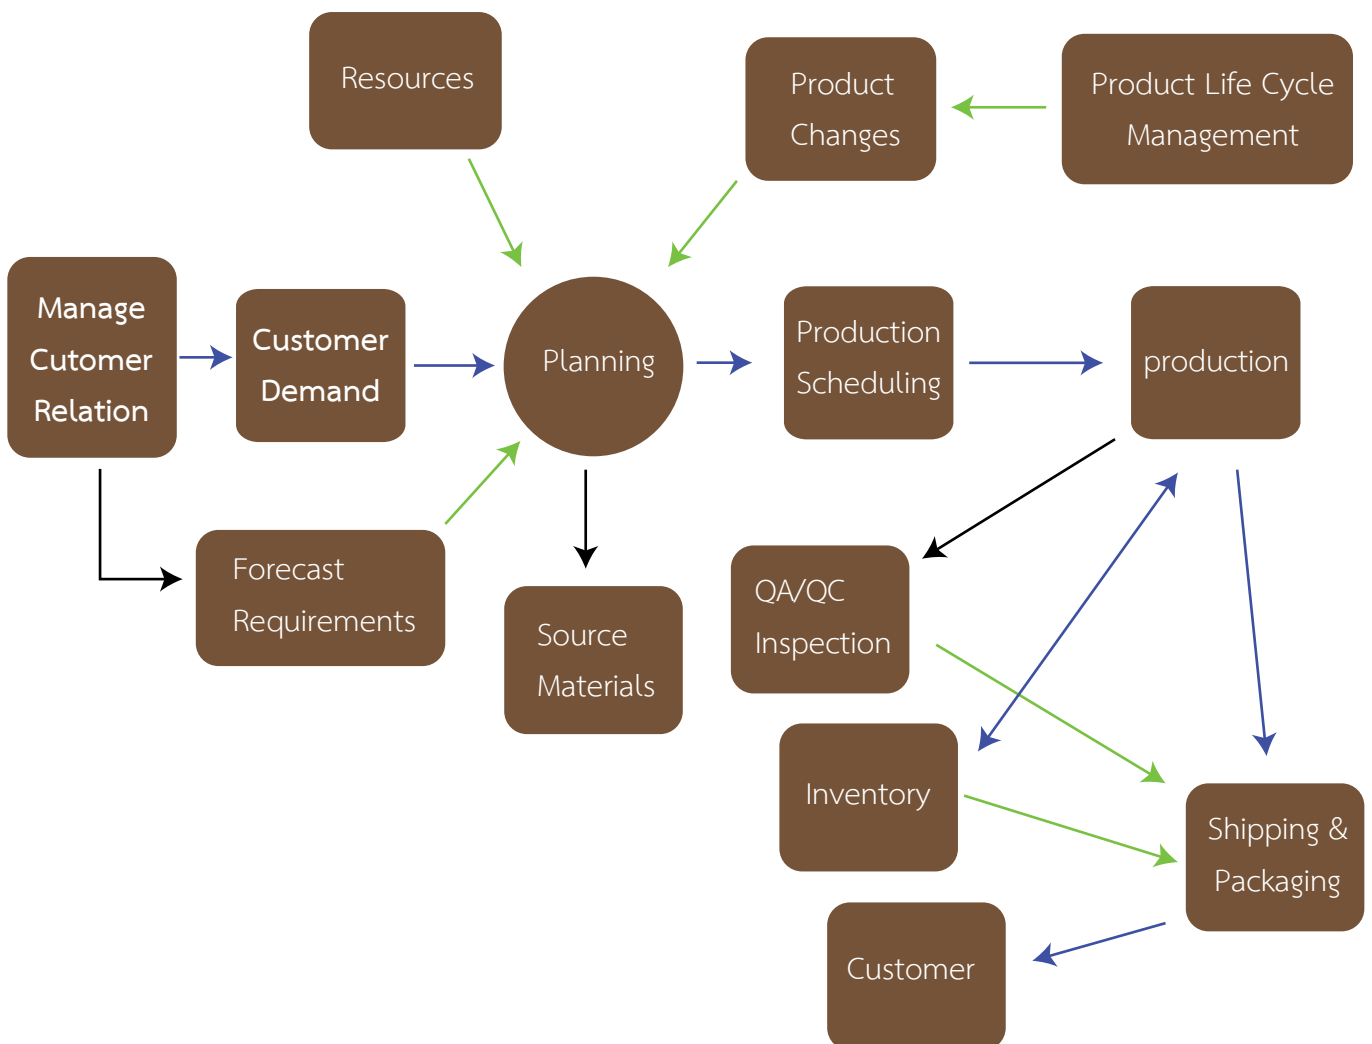 Resources
Product
Changes
Product Life Cycle
Management
Manage
Cutomer
Relation
Customer
Demand
Planning
Production
Scheduling
production
Forecast
Requirements
Source
Materials
QA/QC
Inspection
Inventory
Shipping &
Packaging
Customer